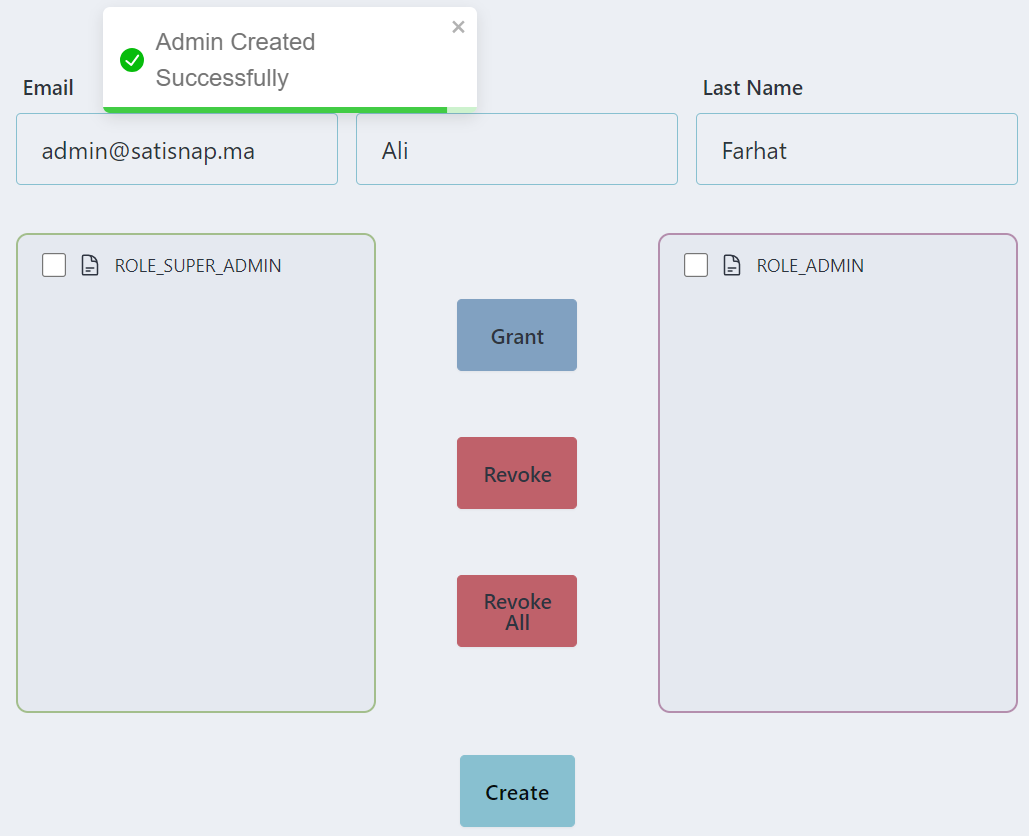 Admin Created
Successfully
Email
Last Name
admin@satisnap.ma
Ali
Farhat
ROLE_SUPER_ADMIN
ROLE_ADMIN
Grant
Revoke
Revoke
All
Create